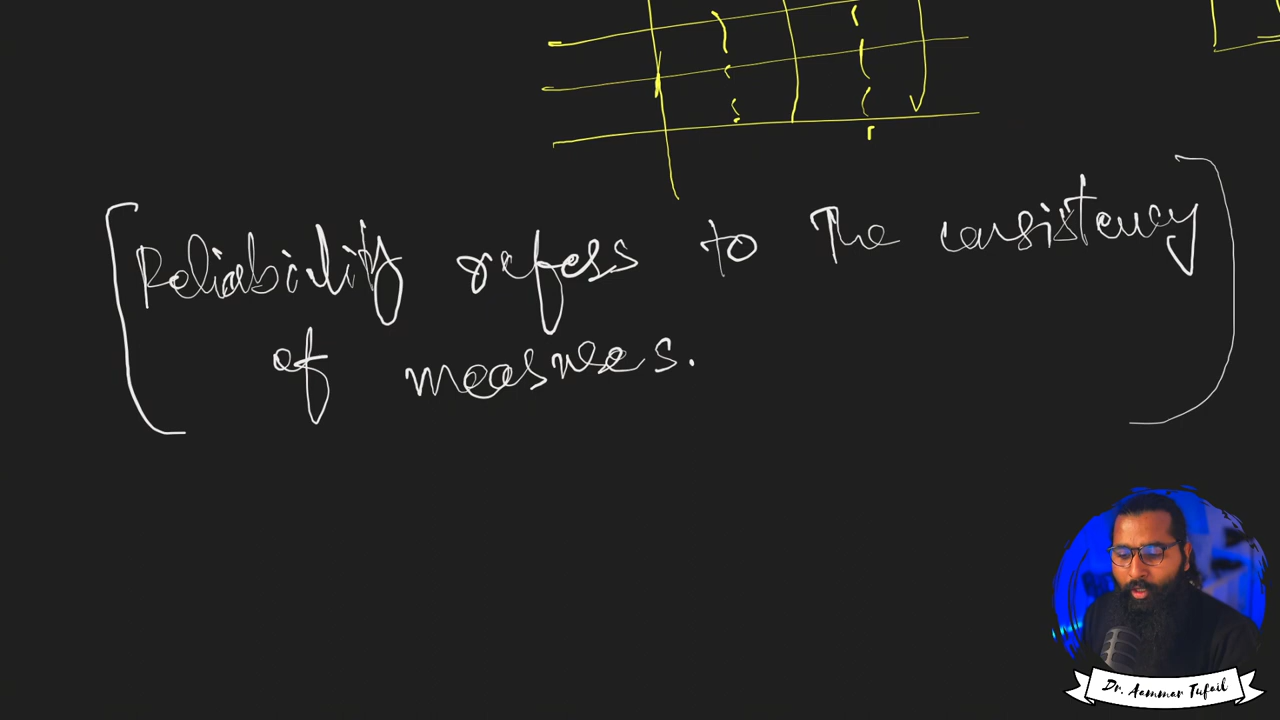 Reliability refers to the consistency
of measures.
Dr. Aammar Tufail